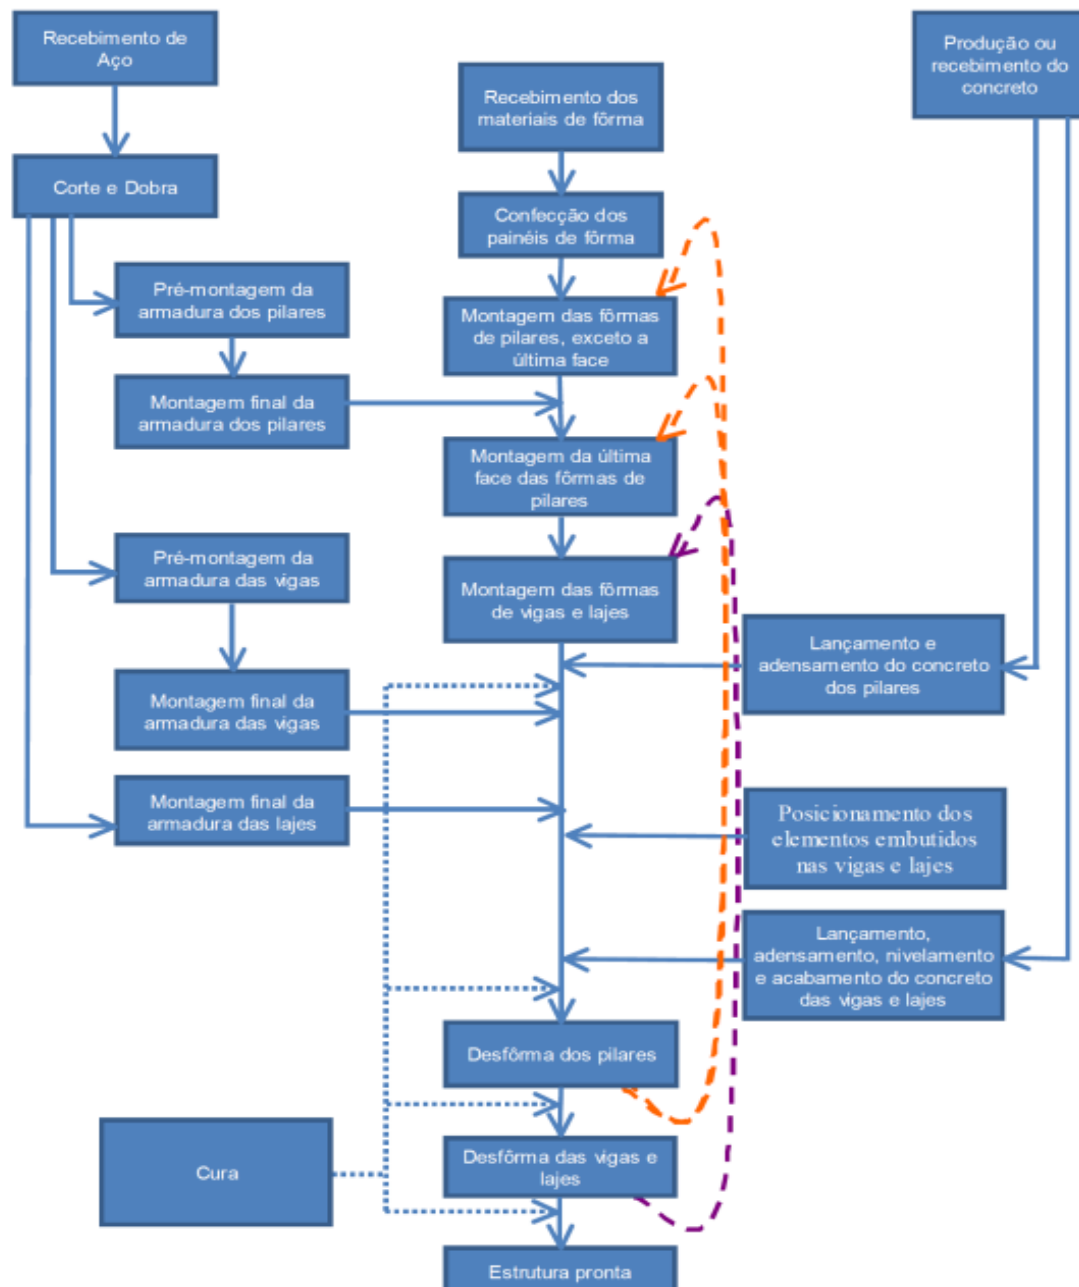 Recebimento de
Aço
Produção ou
recebimento do
concreto
Recebimento dos
materiais de fôrma
Corte e Dobra
Confecção dos
painéis de fôrma
Pré-montagem da
armadura dos pilares
Montagem das fôrmas
de pilares, exceto a
última face
Montagem final da
armadura dos pilares
Montagem da última
face das fôrmas de
pilares
Pré-montagem da
armadura das vigas
Montagem das fôrmas
de vigas e lajes
Lançamento e
adensamento do concreto
dos pilares
Montagem final da
armadura das vigas
Montagem final da
armadura das lajes
Posicionamento dos
elementos embutidos
nas vigas e lajes
Lançamento,
adensamento, nivelamento
e acabamento do concreto
das vigas e lajes
Desfôrma dos pilares
Cura
Desfôrma das vigas e
lajes
Estrutura pronta